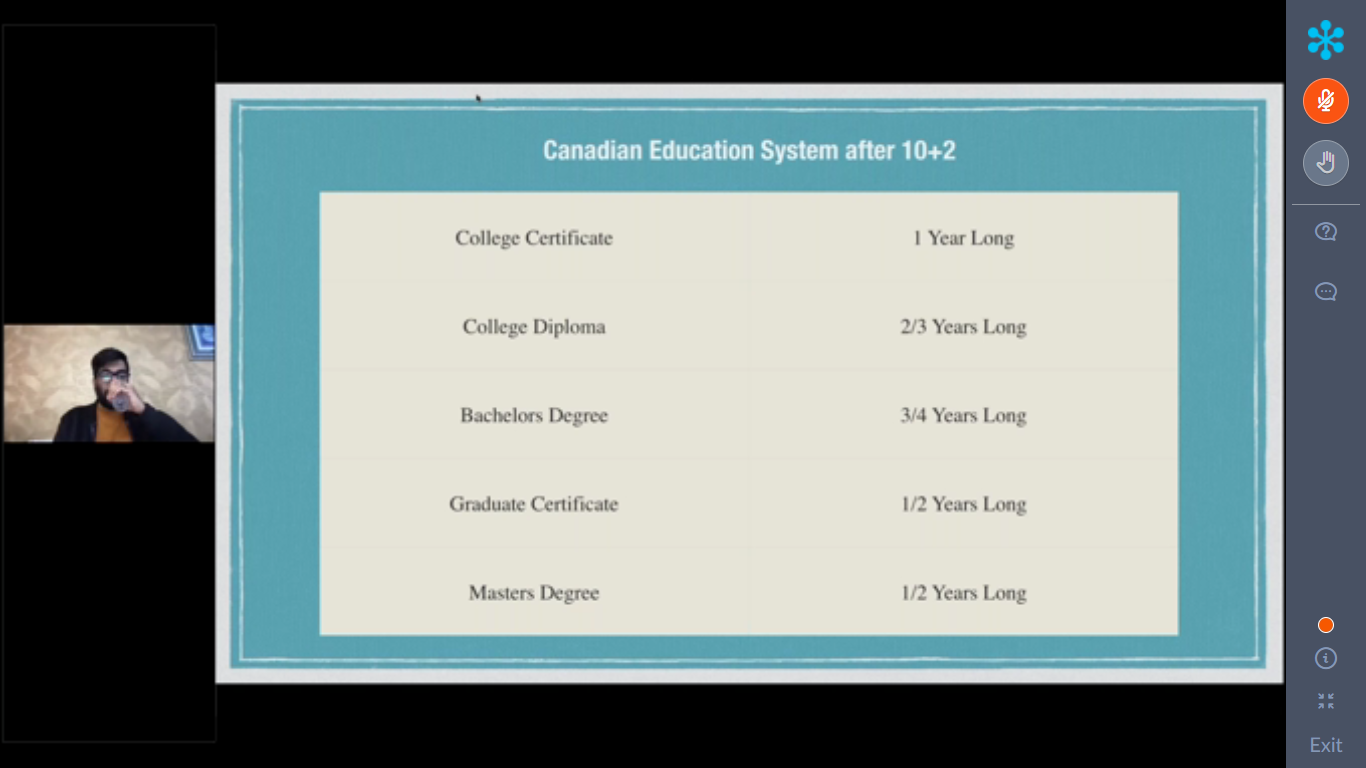 Canadian Education System after 10+2
College Certificate 1 Year Long
College Diploma 2/3 Years Long
Bachelors Degree 3/4 Years Long
Graduate Certificate 1/2 Years Long
Masters Degree 1/2 Years Long
Exit